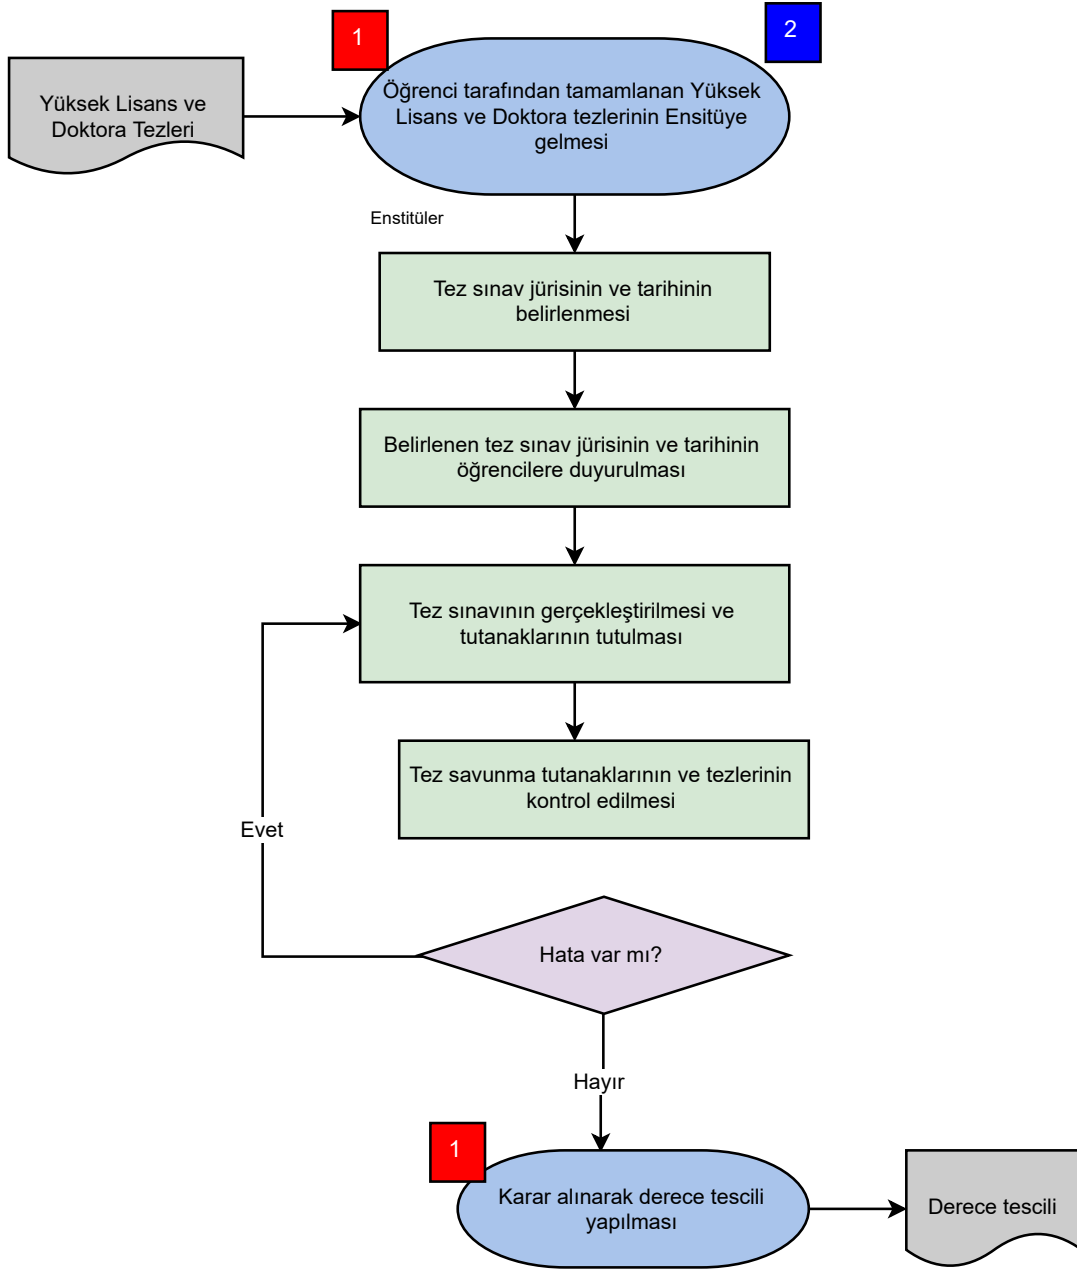 1
2
Yüksek Lisans ve
Doktora Tezleri
Öğrenci tarafından tamamlanan Yüksek
Lisans ve Doktora tezlerinin Ensitüye
gelmesi
Enstitüler
Tez sınav jürisinin ve tarihinin
belirlenmesi
Belirlenen tez sınav jürisinin ve tarihinin
öğrencilere duyurulması
Tez sınavının gerçekleştirilmesi ve
tutanaklarının tutulması
Tez savunma tutanaklarının ve tezlerinin
kontrol edilmesi
Evet
Hata var mı?
Hayır
1
Karar alınarak derece tescili
yapılması
Derece tescili